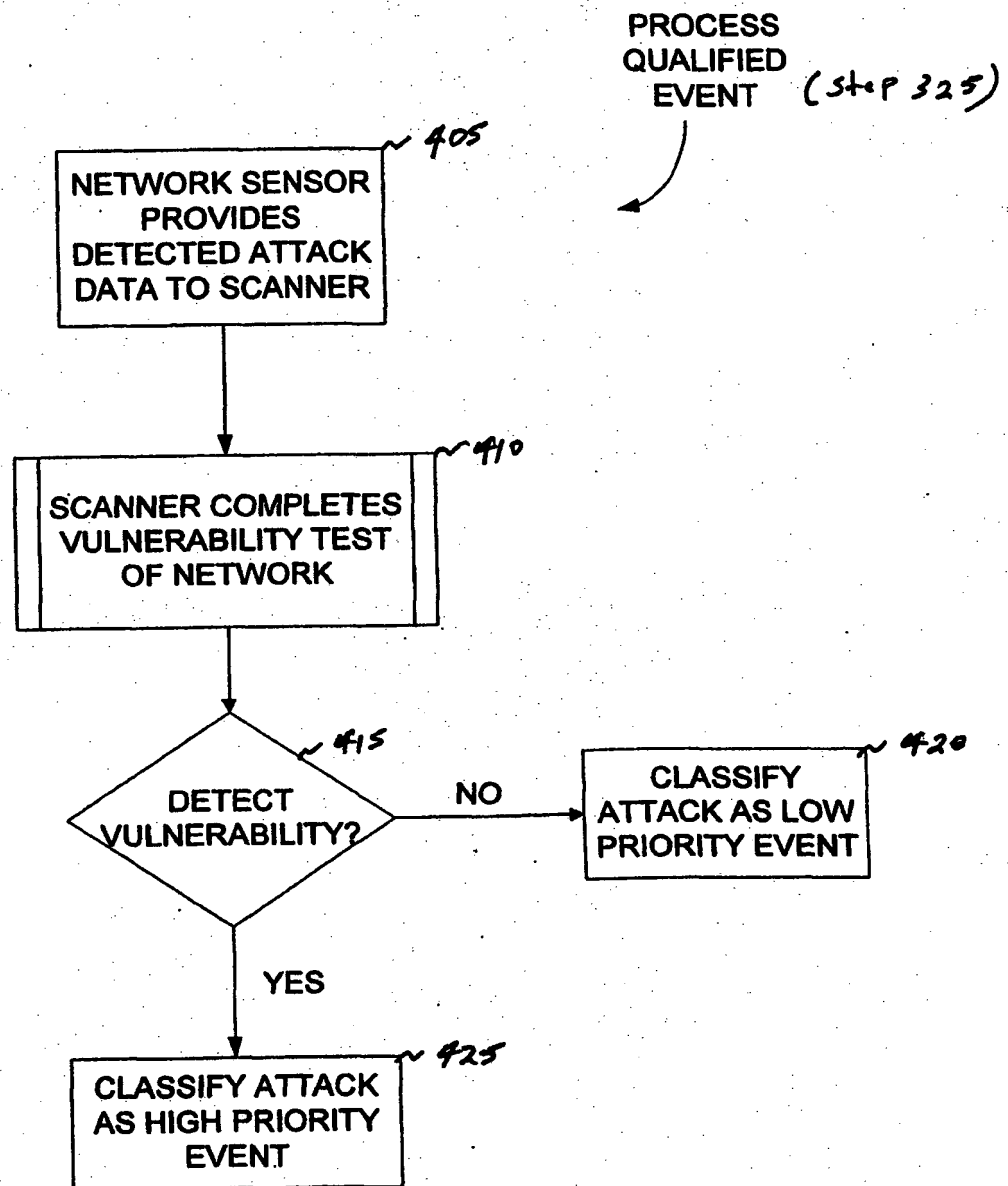 PROCESS
QUALIFIED
EVENT (step 325)
405
NETWORK SENSOR
PROVIDES
DETECTED ATTACK
DATA TO SCANNER
410
SCANNER COMPLETES
VULNERABILITY TEST
OF NETWORK
415
DETECT
VULNERABILITY?
NO
420
CLASSIFY
ATTACK AS LOW
PRIORITY EVENT
YES
425
CLASSIFY ATTACK
AS HIGH PRIORITY
EVENT